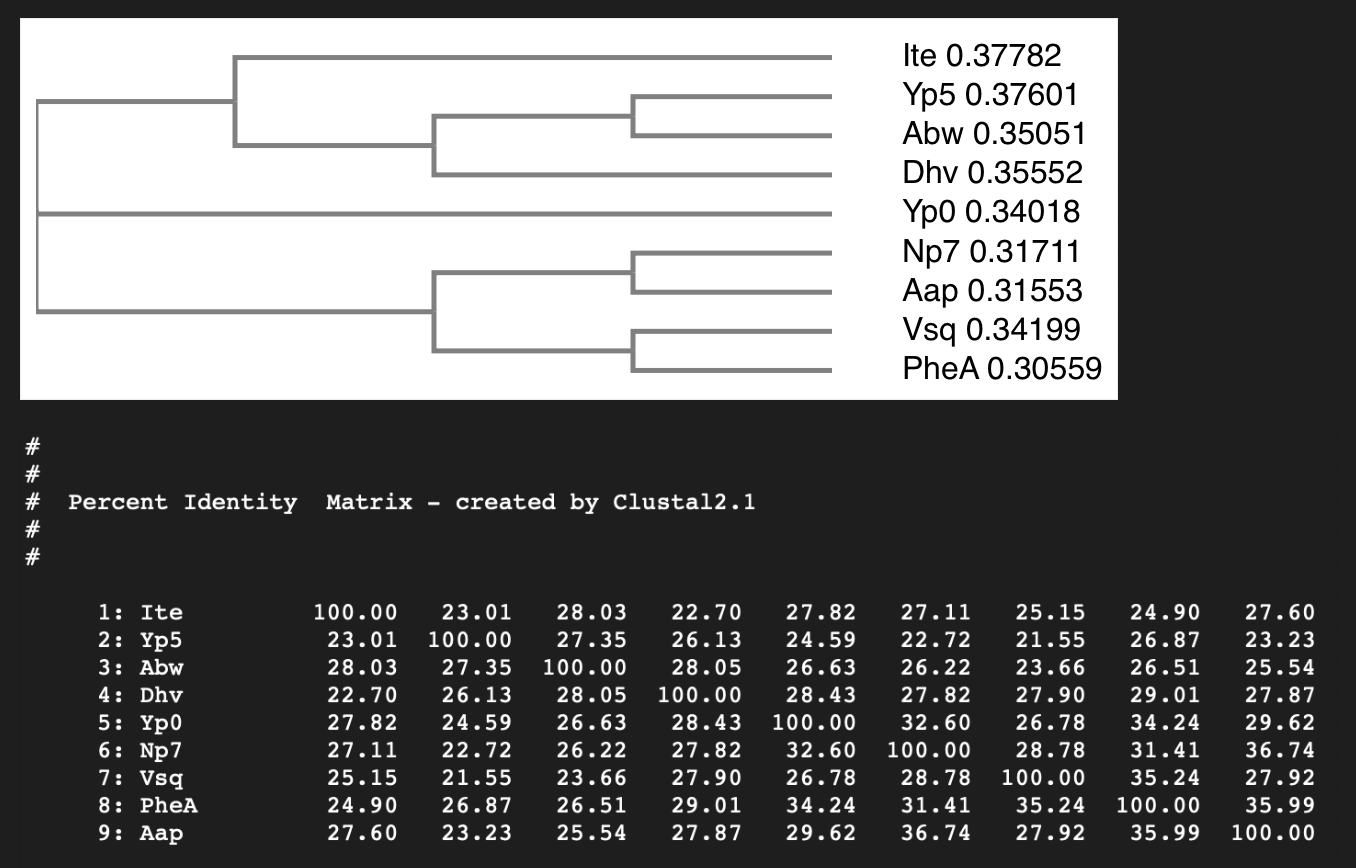 Ite 0.37782
Yp5 0.37601
Abw 0.35051
Dhv 0.35552
Yp0 0.34018
Np7 0.31711
Aap 0.31553
Vsq 0.34199
PheA 0.30559
#
#
#  Percent Identity  Matrix - created by Clustal2.1
#
#
1: Ite 100.00 23.01 28.03 22.70 27.82 27.11 25.15 24.90 27.60
2: Yp5 23.01 100.00 27.35 26.13 24.59 22.72 21.55 26.87 23.23
3: Abw 28.03 27.35 100.00 28.05 26.63 26.22 23.66 26.51 25.54
4: Dhv 22.70 26.13 28.05 100.00 28.43 27.82 27.90 29.01 27.87
5: Yp0 27.82 24.59 26.63 28.43 100.00 32.60 26.78 34.24 29.62
6: Np7 27.11 22.72 26.22 27.82 32.60 100.00 28.78 31.41 36.74
7: Vsq 25.15 21.55 23.66 27.90 26.78 28.78 100.00 35.24 27.92
8: PheA 24.90 26.87 26.51 29.01 34.24 31.41 35.24 100.00 35.99
9: Aap 27.60 23.23 25.54 27.87 29.62 36.74 27.92 35.99 100.00